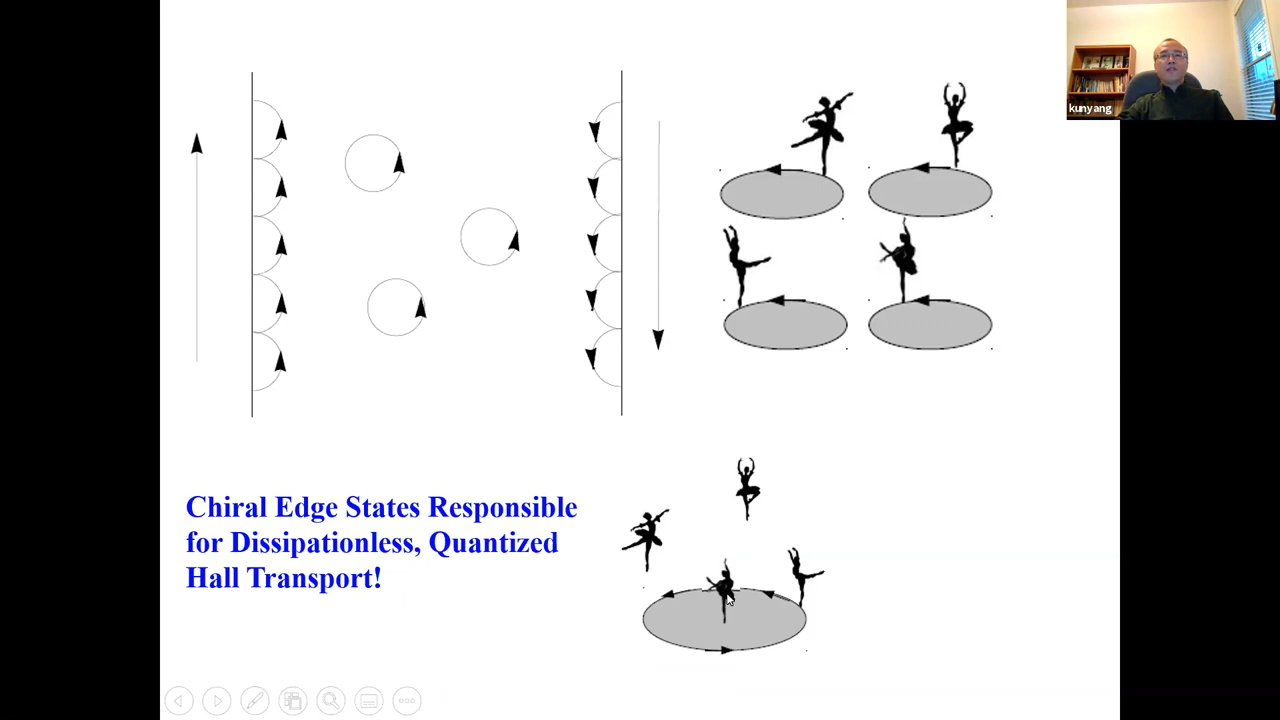 kunyang
Chiral Edge States Responsible
for Dissipationless, Quantized
Hall Transport!